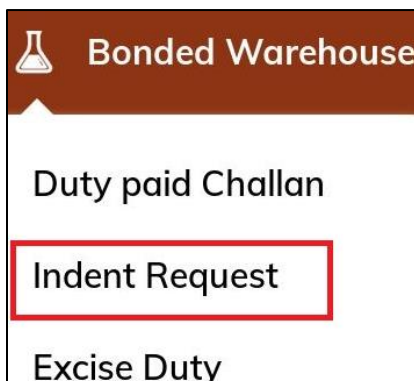 Bonded Warehouse
Duty paid Challan
Indent Request
Excise Duty